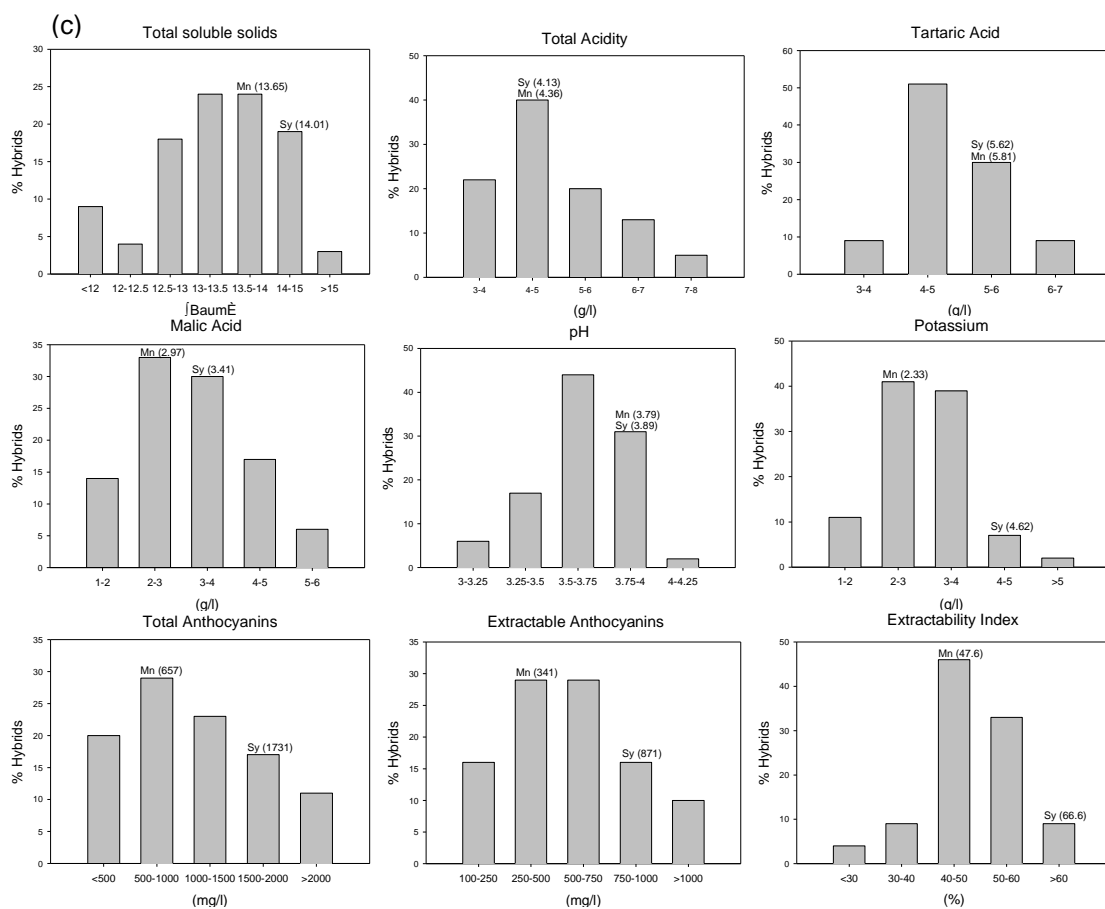 (c)
Total soluble solids
% Hybrids
30
25
20
15
10
5
0
Mn (13.65)
Sy (14.01)
<12 12-12.5 12.5-13 13-13.5 13.5-14 14-15 >15
∫BaumÈ
Total Acidity
% Hybrids
50
40
30
20
10
0
Sy (4.13)
Mn (4.36)
3-4 4-5 5-6 6-7 7-8
(g/l)
Tartaric Acid
% Hybrids
60
50
40
30
20
10
0
Sy (5.62)
Mn (5.81)
3-4 4-5 5-6 6-7
(g/l)
Malic Acid
% Hybrids
35
30
25
20
15
10
5
0
Mn (2.97)
Sy (3.41)
1-2 2-3 3-4 4-5 5-6
(g/l)
pH
% Hybrids
50
40
30
20
10
0
Mn (3.79)
Sy (3.89)
3-3.25 3.25-3.5 3.5-3.75 3.75-4 4-4.25
Potassium
% Hybrids
50
40
30
20
10
0
Mn (2.33)
Sy (4.62)
1-2 2-3 3-4 4-5 >5
(g/l)
Total Anthocyanins
% Hybrids
35
30
25
20
15
10
5
0
Mn (657)
Sy (1731)
<500 500-1000 1000-1500 1500-2000 >2000
(mg/l)
Extractable Anthocyanins
% Hybrids
35
30
25
20
15
10
5
0
Mn (341)
Sy (871)
100-250 250-500 500-750 750-1000 >1000
(mg/l)
Extractability Index
% Hybrids
50
40
30
20
10
0
Mn (47.6)
Sy (66.6)
<30 30-40 40-50 50-60 >60
(%)